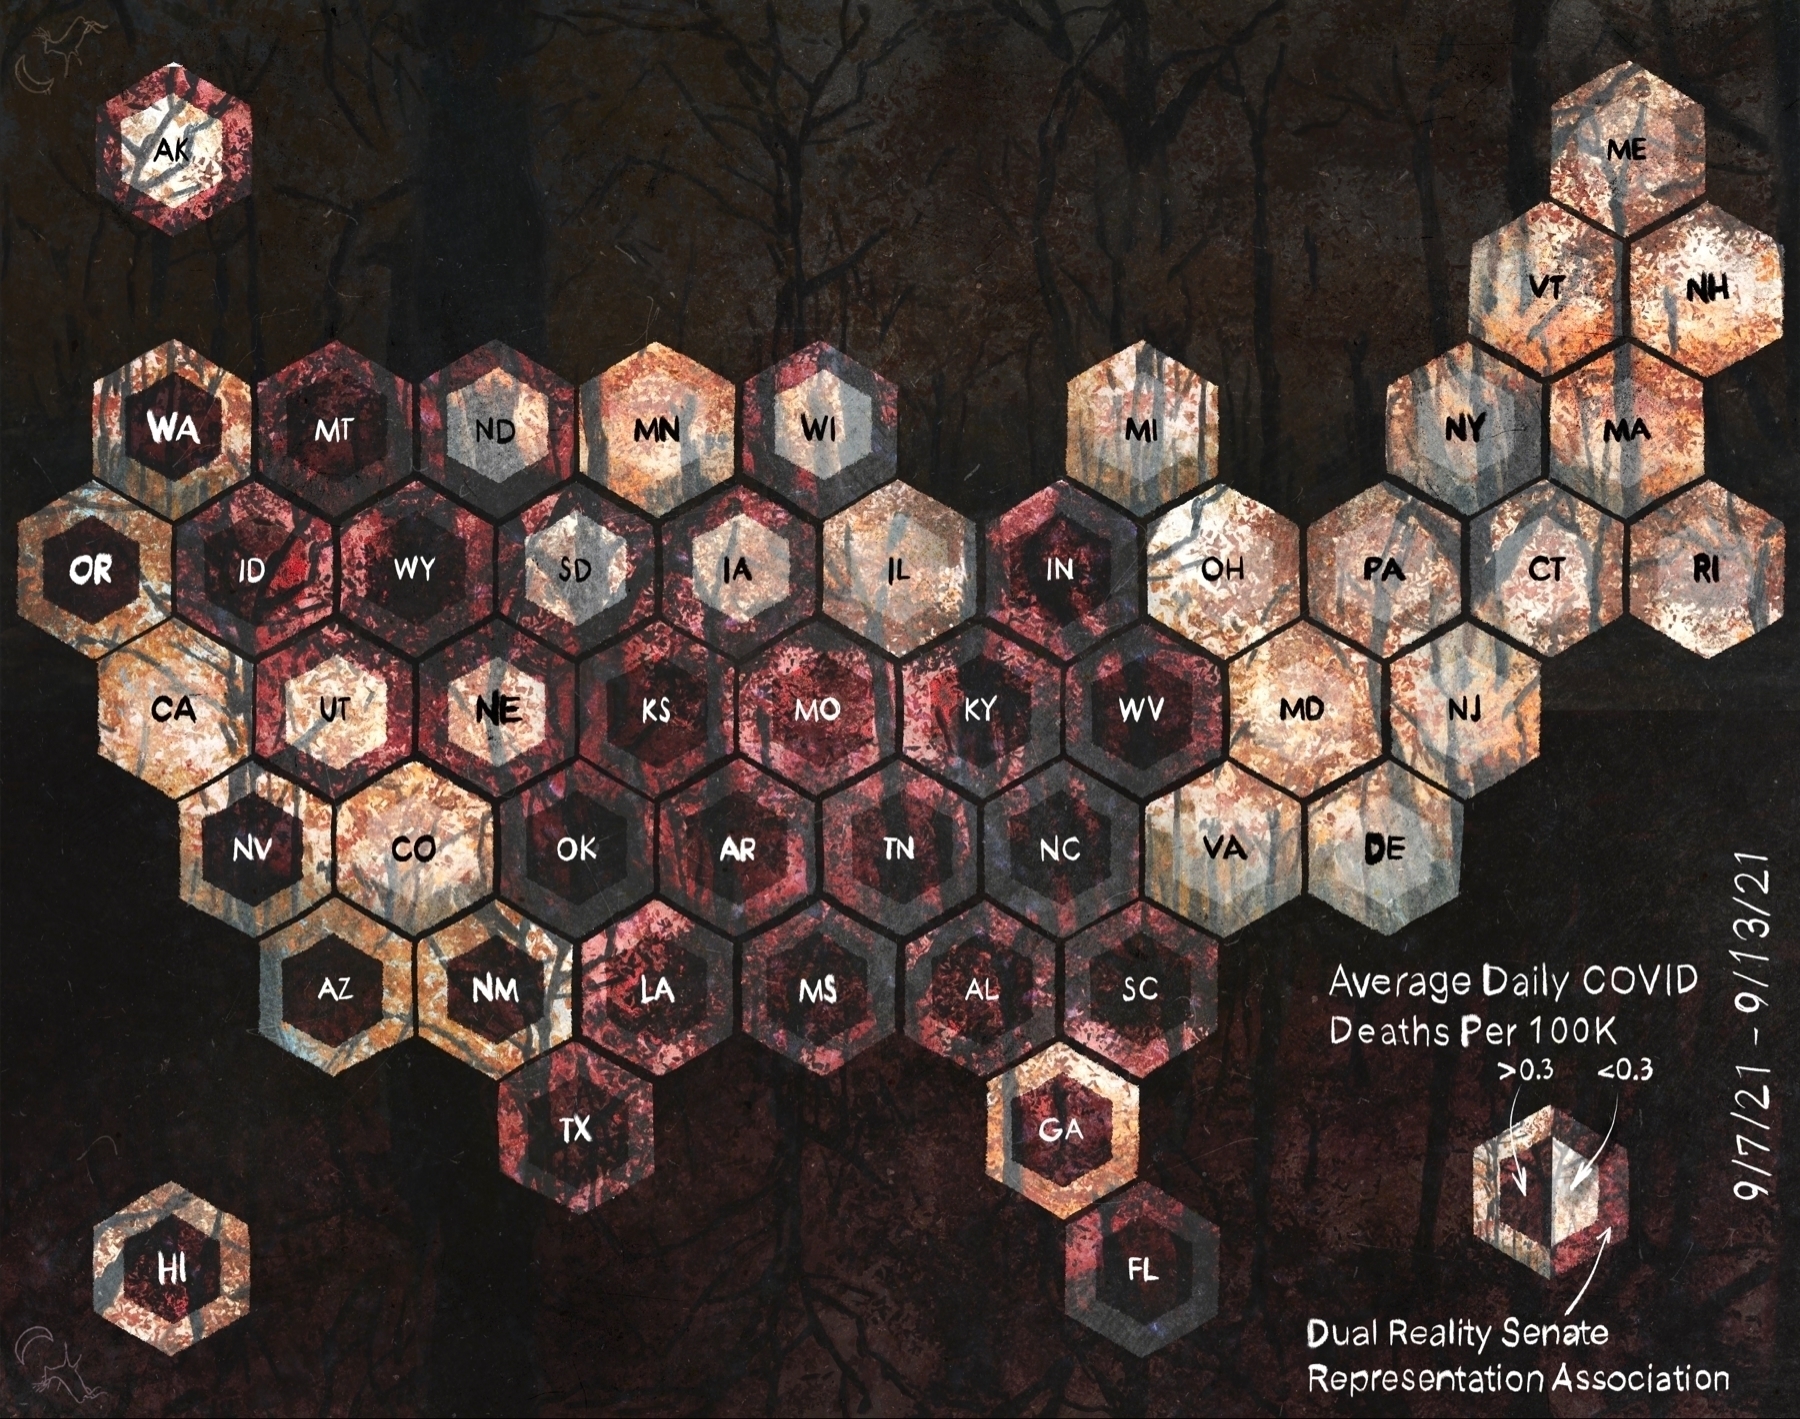 AK
ME
VT NH
WA MT ND MN WI MI NY MA
OR ID WY SD IA IL IN OH PA CT RI
CA UT NE KS MO KY WV MD NJ
NV CO OK AR TN NC VA DE
AZ NM LA MS AL SC
TX GA
HI FL
Average Daily COVID
Deaths Per 100K
>0.3 <0.3
Dual Reality Senate
Representation Association
9/7/21 - 9/13/21